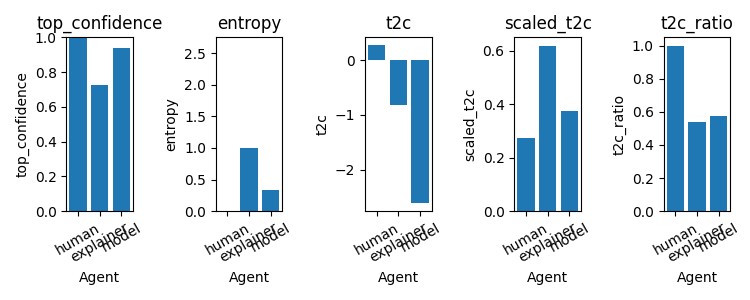 top_confidence
top_confidence
1.0
0.8
0.6
0.4
0.2
0.0
human
explainer
model
Agent
entropy
entropy
2.5
2.0
1.5
1.0
0.5
0.0
human
explainer
model
Agent
t2c
t2c
0
−1
−2
human
explainer
model
Agent
scaled_t2c
scaled_t2c
0.6
0.4
0.2
0.0
human
explainer
model
Agent
t2c_ratio
t2c_ratio
1.0
0.8
0.6
0.4
0.2
0.0
human
explainer
model
Agent